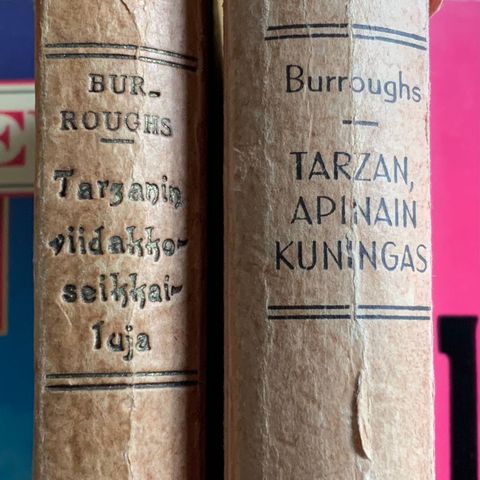 BUR-
ROUGHS
Tarzanin
viidakko-
seikkai-
luja
Burroughs
TARZAN,
APINAIN
KUNINGAS